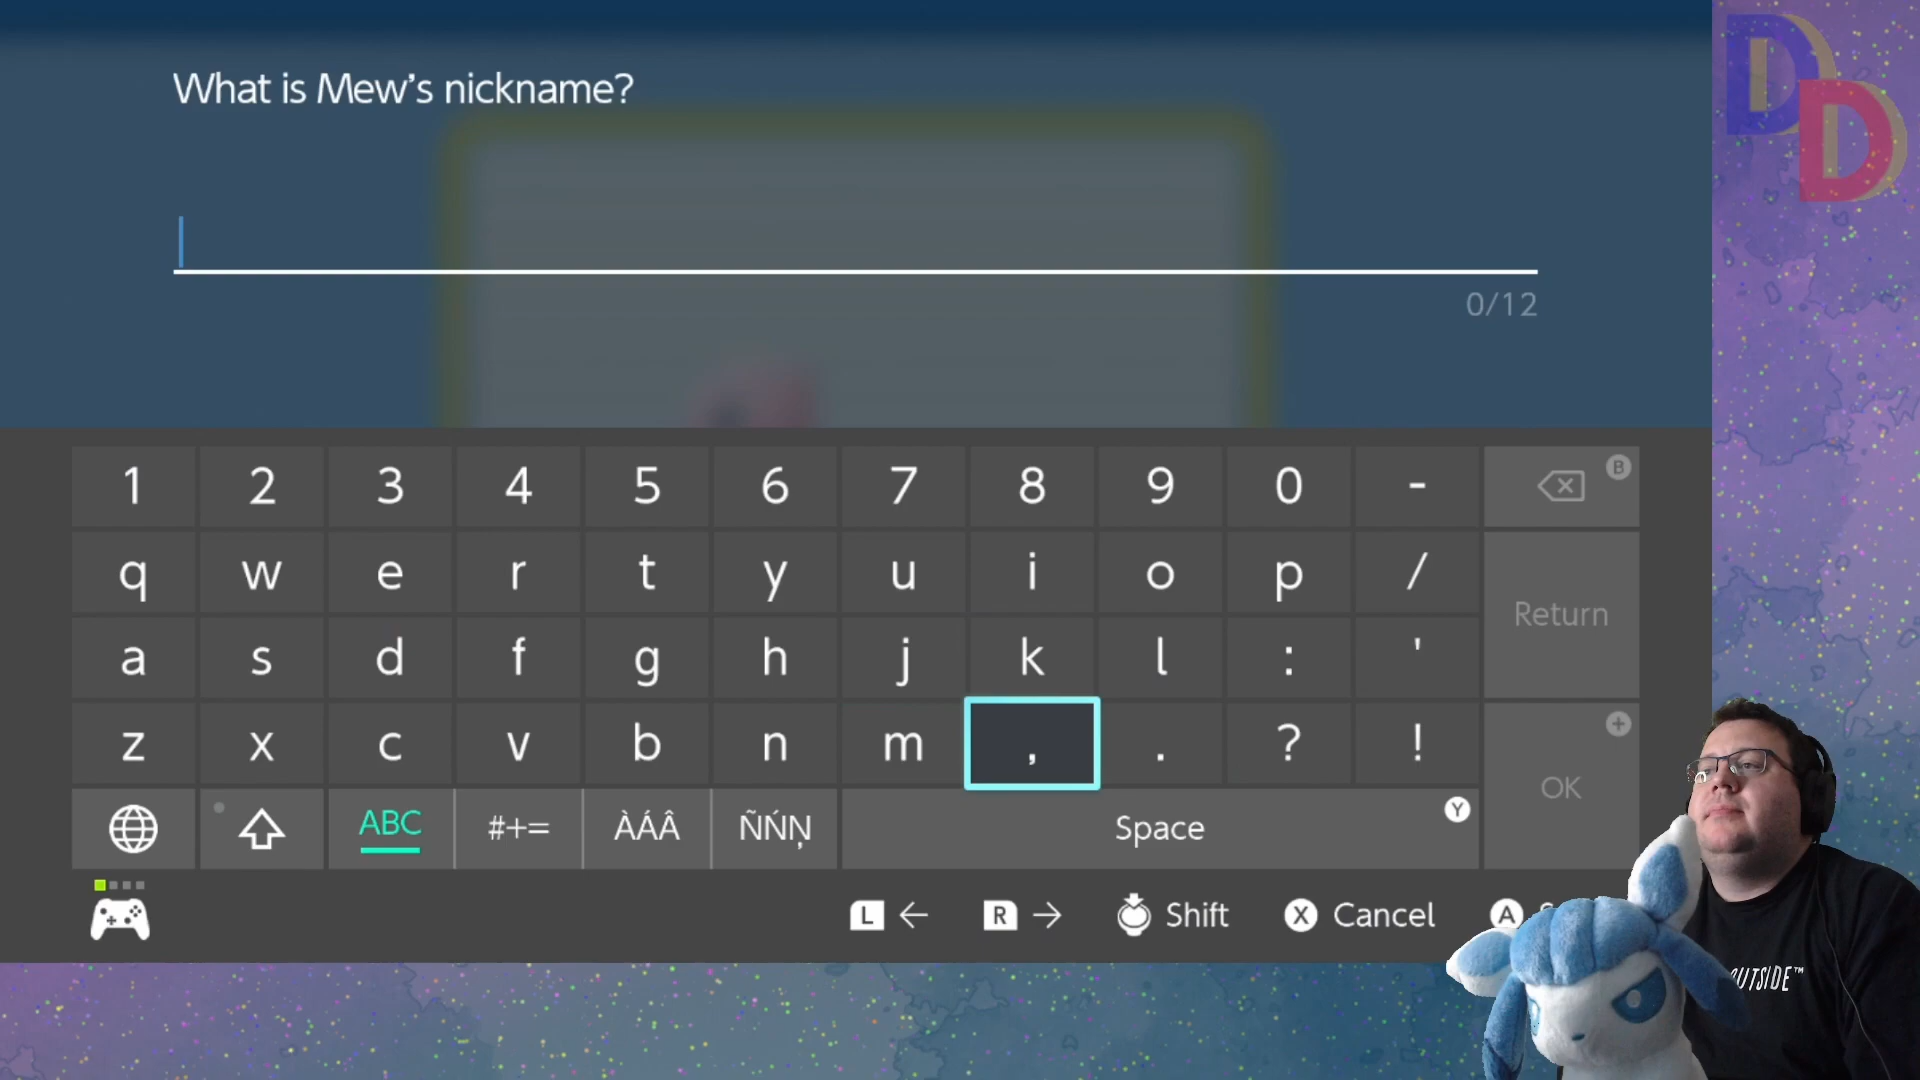 DD
What is Mew's nickname?
0/12
1 2 3 4 5 6 7 8 9 0 - B
q w e r t y u i o p /
Return
a s d f g h j k l : '
z x c v b n m , . ? ! +
OK
ABC #+= ÀÁÂ ÑŃŅ Space Y
L ← R → Shift X Cancel A
OUTSIDE™